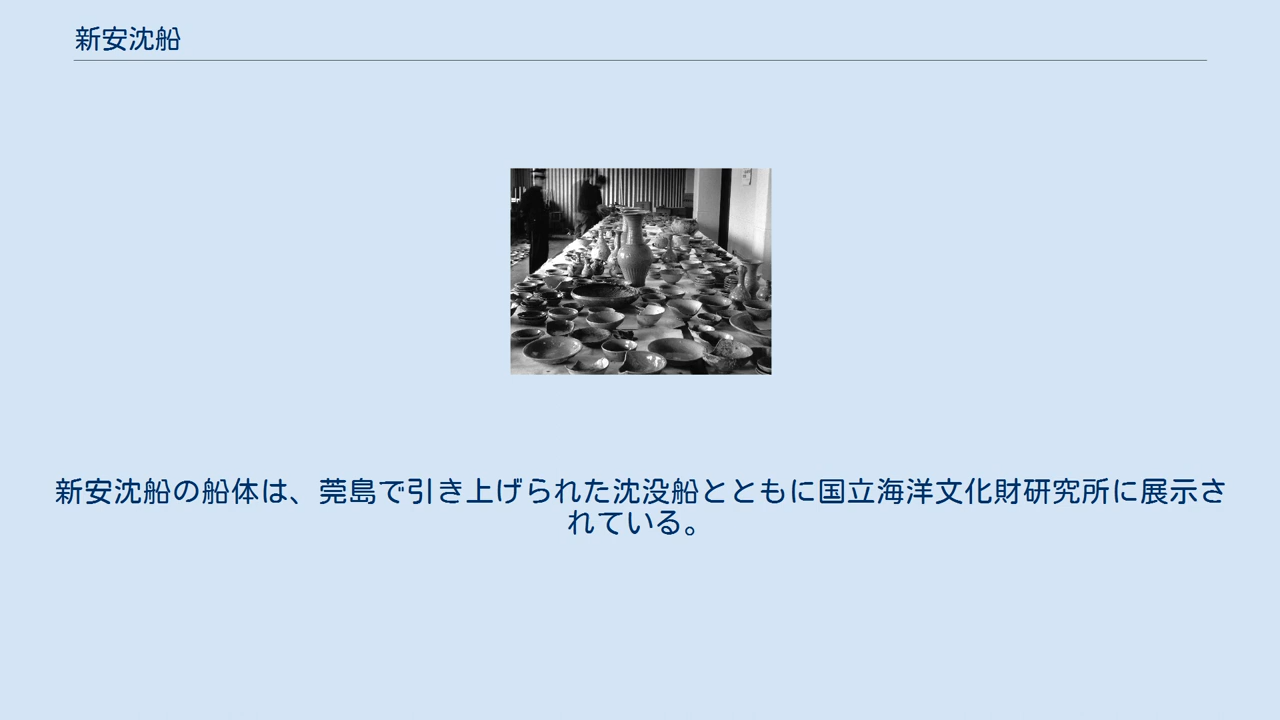 新安沈船
新安沈船の船体は、莞島で引き上げられた沈没船とともに国立海洋文化財研究所に展示さ
れている。